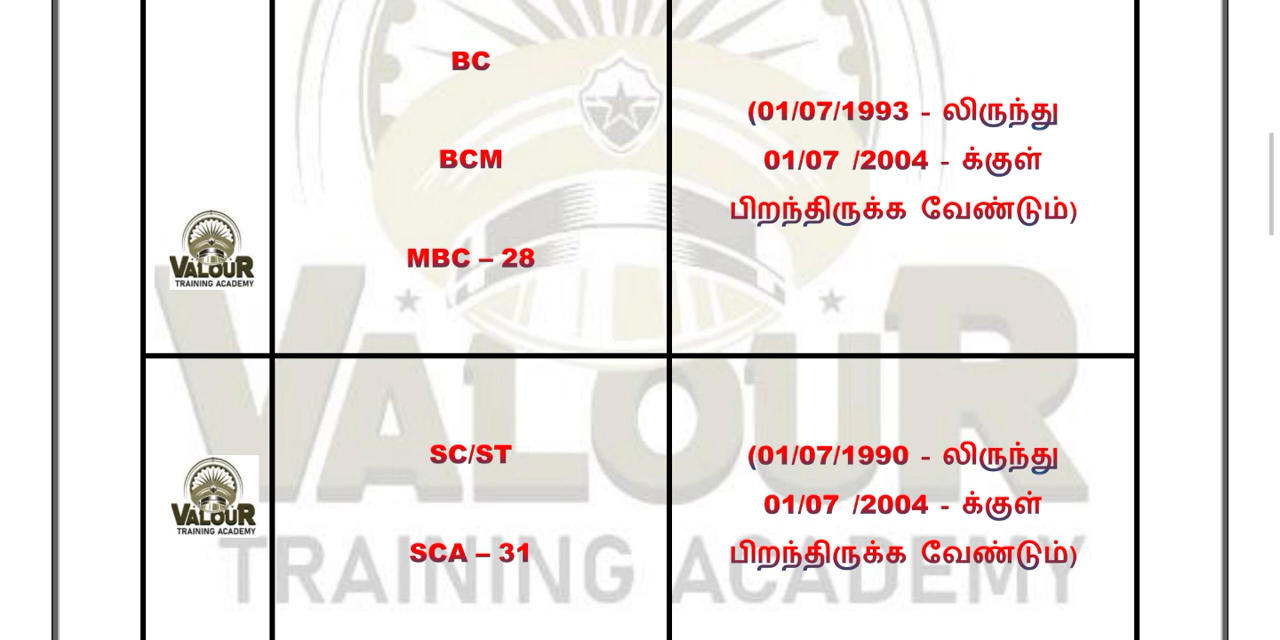 BC
BCM
MBC – 28
(01/07/1993 - லிருந்து
01/07 /2004 - க்குள்
பிறந்திருக்க வேண்டும்)
VALOUR
TRAINING ACADEMY
SC/ST
SCA – 31
(01/07/1990 - லிருந்து
01/07 /2004 - க்குள்
பிறந்திருக்க வேண்டும்)
VALOUR
TRAINING ACADEMY
VALOUR
TRAINING ACADEMY